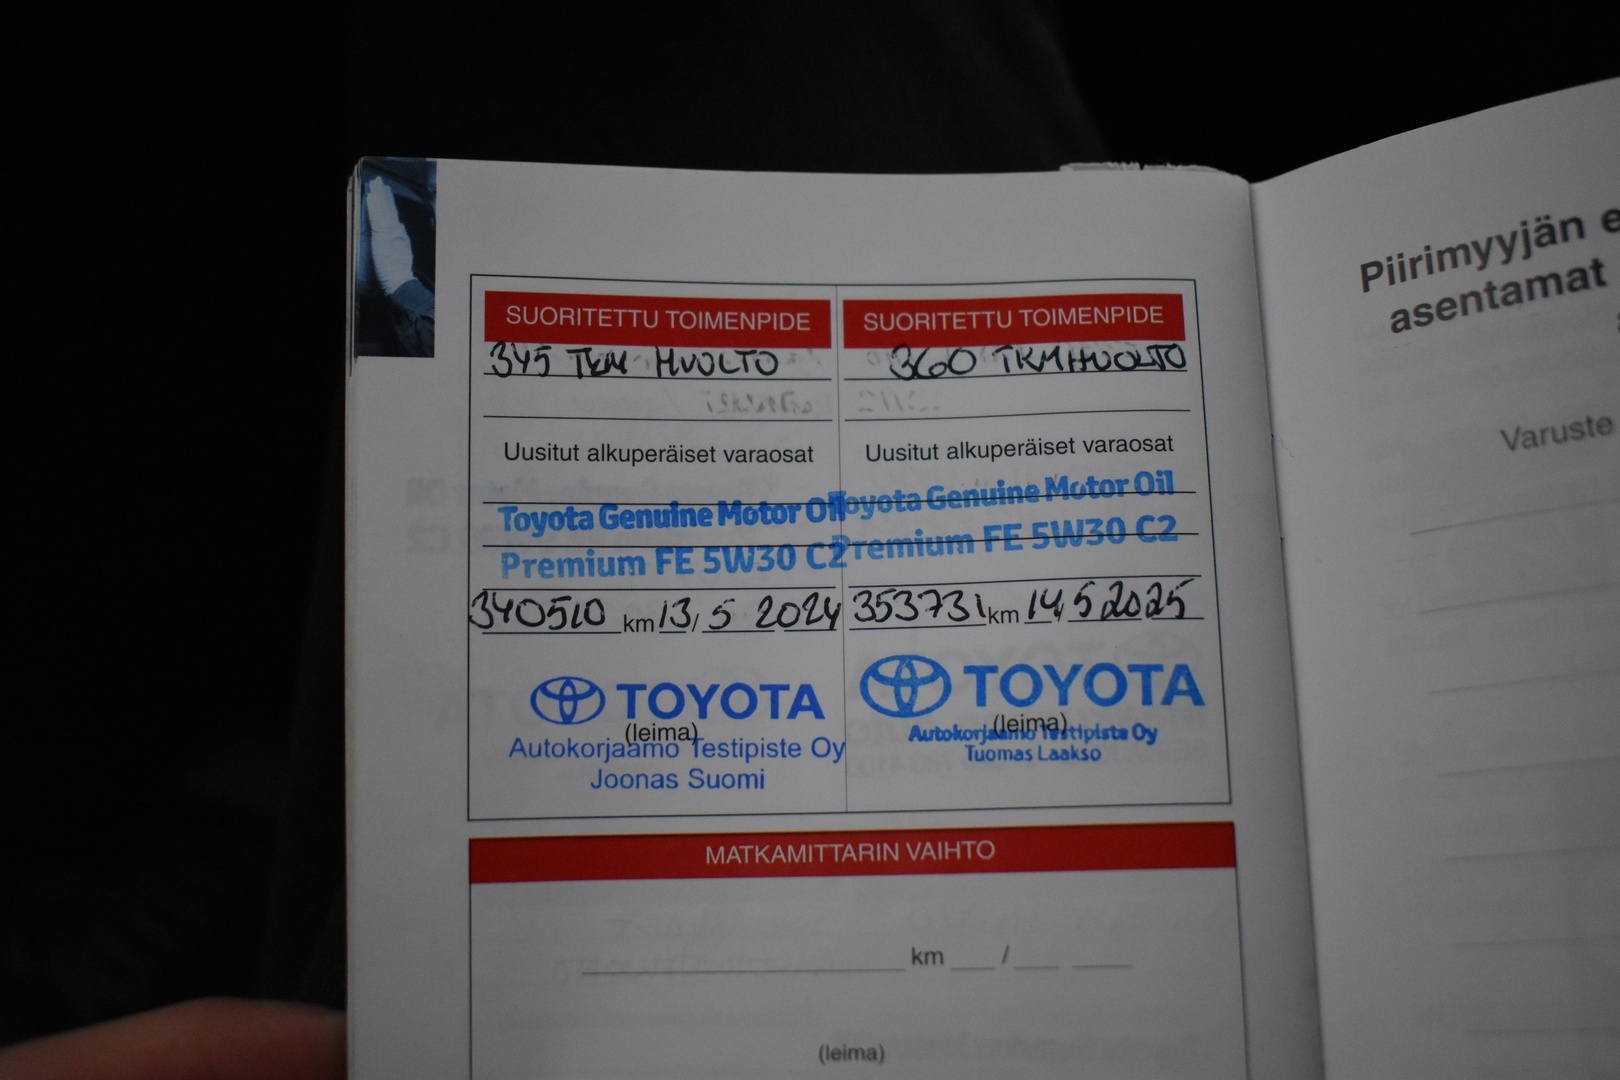 SUORITETTU TOIMENPIDE
345 TKM HUOLTO
Uusitut alkuperäiset varaosat
Toyota Genuine Motor Oil
Premium FE 5W30 C2
340510 km 13/5 2024
TOYOTA
(leima)
Autokorjaamo Testipiste Oy
Joonas Suomi
SUORITETTU TOIMENPIDE
360 TKM HUOLTO
Uusitut alkuperäiset varaosat
Toyota Genuine Motor Oil
Premium FE 5W30 C2
353731 km 14/5 2025
TOYOTA
(leima)
Autokorjaamo Testipiste Oy
Tuomas Laakso
MATKAMITTARIN VAIHTO
km / 
(leima)
Piirimyyjän
asentamat
Varuste